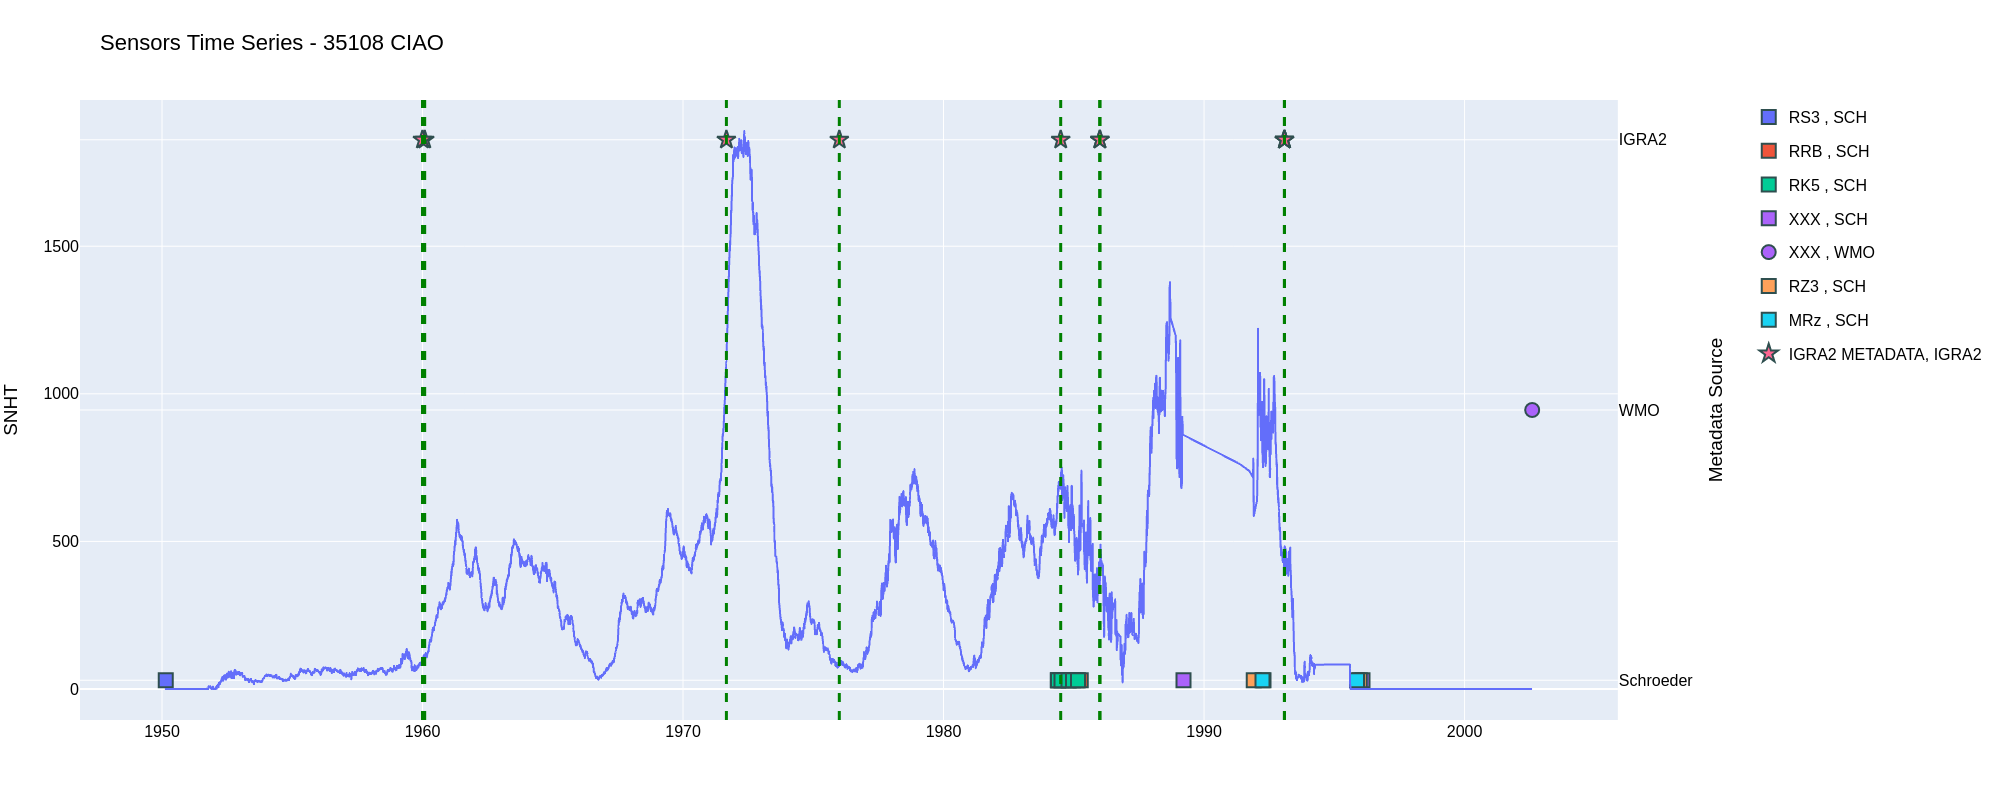 Sensors Time Series - 35108 CIAO
SNHT
1500
1000
500
0
1950
1960
1970
1980
1990
2000
IGRA2
WMO
Schroeder
Metadata Source
RS3 , SCH
RRB , SCH
RK5 , SCH
XXX , SCH
XXX , WMO
RZ3 , SCH
MRz , SCH
IGRA2 METADATA, IGRA2